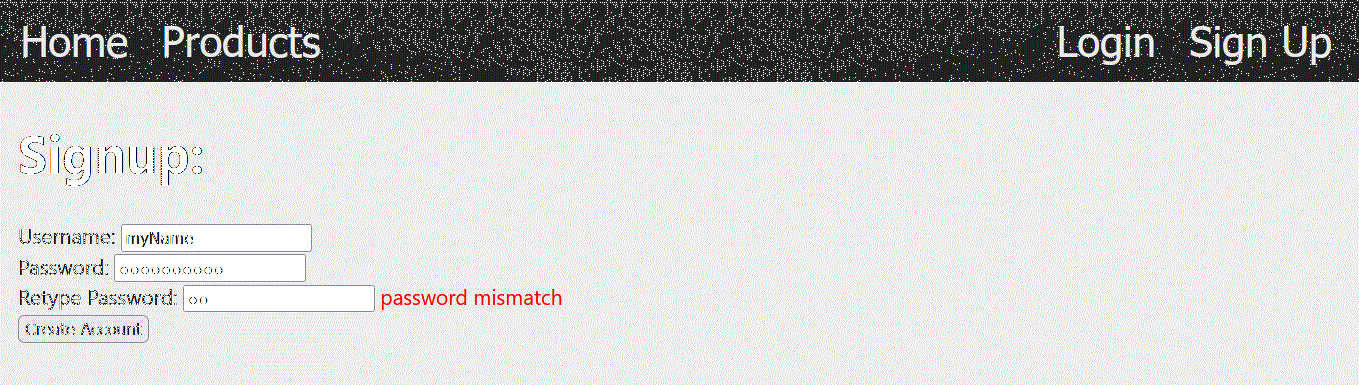 Home Products Login Sign Up
Signup:
Username: myName
Password: oooooooooo
Retype Password: oo password mismatch
Create Account